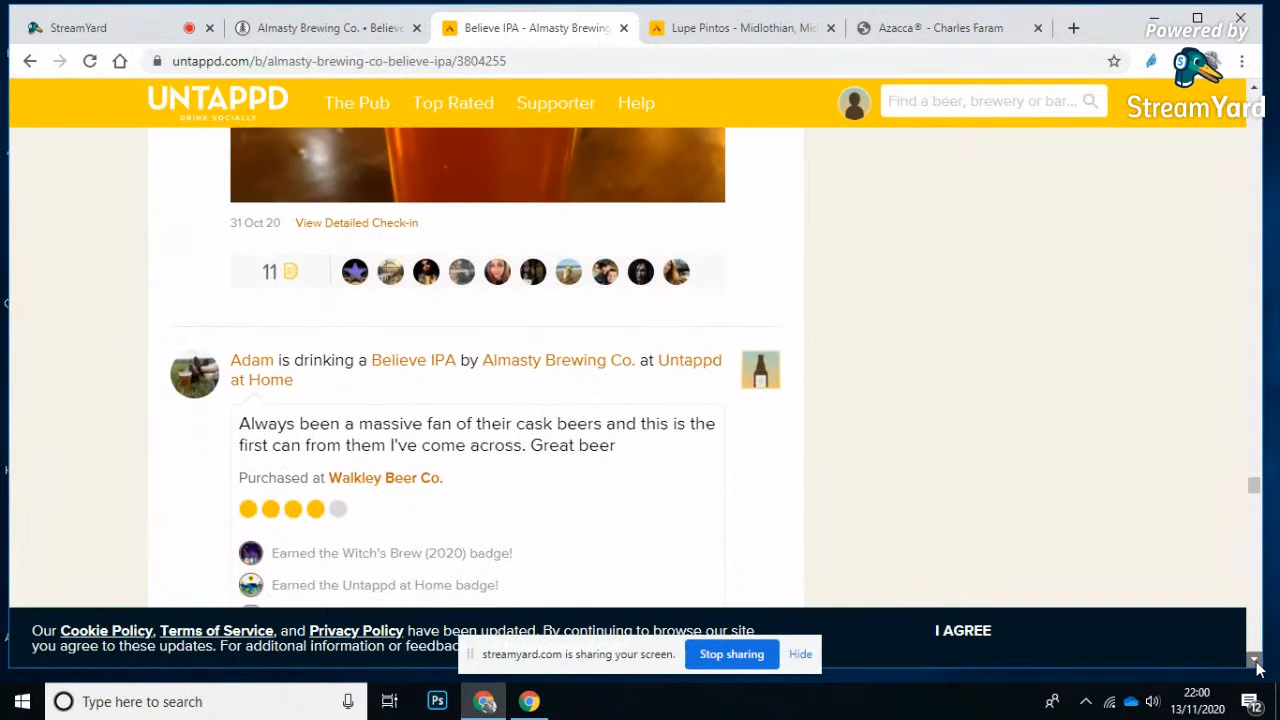 StreamYard
Almasty Brewing Co. • Believe
Believe IPA - Almasty Brewing
Lupe Pintos - Midlothian, Mid
Azacca® - Charles Faram
Powered by
StreamYard
untappd.com/b/almasty-brewing-co-believe-ipa/3804255
UNTAPPD
DRINK SOCIALLY
The Pub
Top Rated
Supporter
Help
Find a beer, brewery or bar...
31 Oct 20 View Detailed Check-in
11
Adam is drinking a Believe IPA by Almasty Brewing Co. at Untappd
at Home
Always been a massive fan of their cask beers and this is the
first can from them I've come across. Great beer
Purchased at Walkley Beer Co.
Earned the Witch's Brew (2020) badge!
Earned the Untappd at Home badge!
Our Cookie Policy, Terms of Service, and Privacy Policy have been updated. By continuing to browse our site
you agree to these updates. For additonal information or feedba
I AGREE
streamyard.com is sharing your screen.
Stop sharing
Hide
Type here to search
Ps
22:00
13/11/2020
12